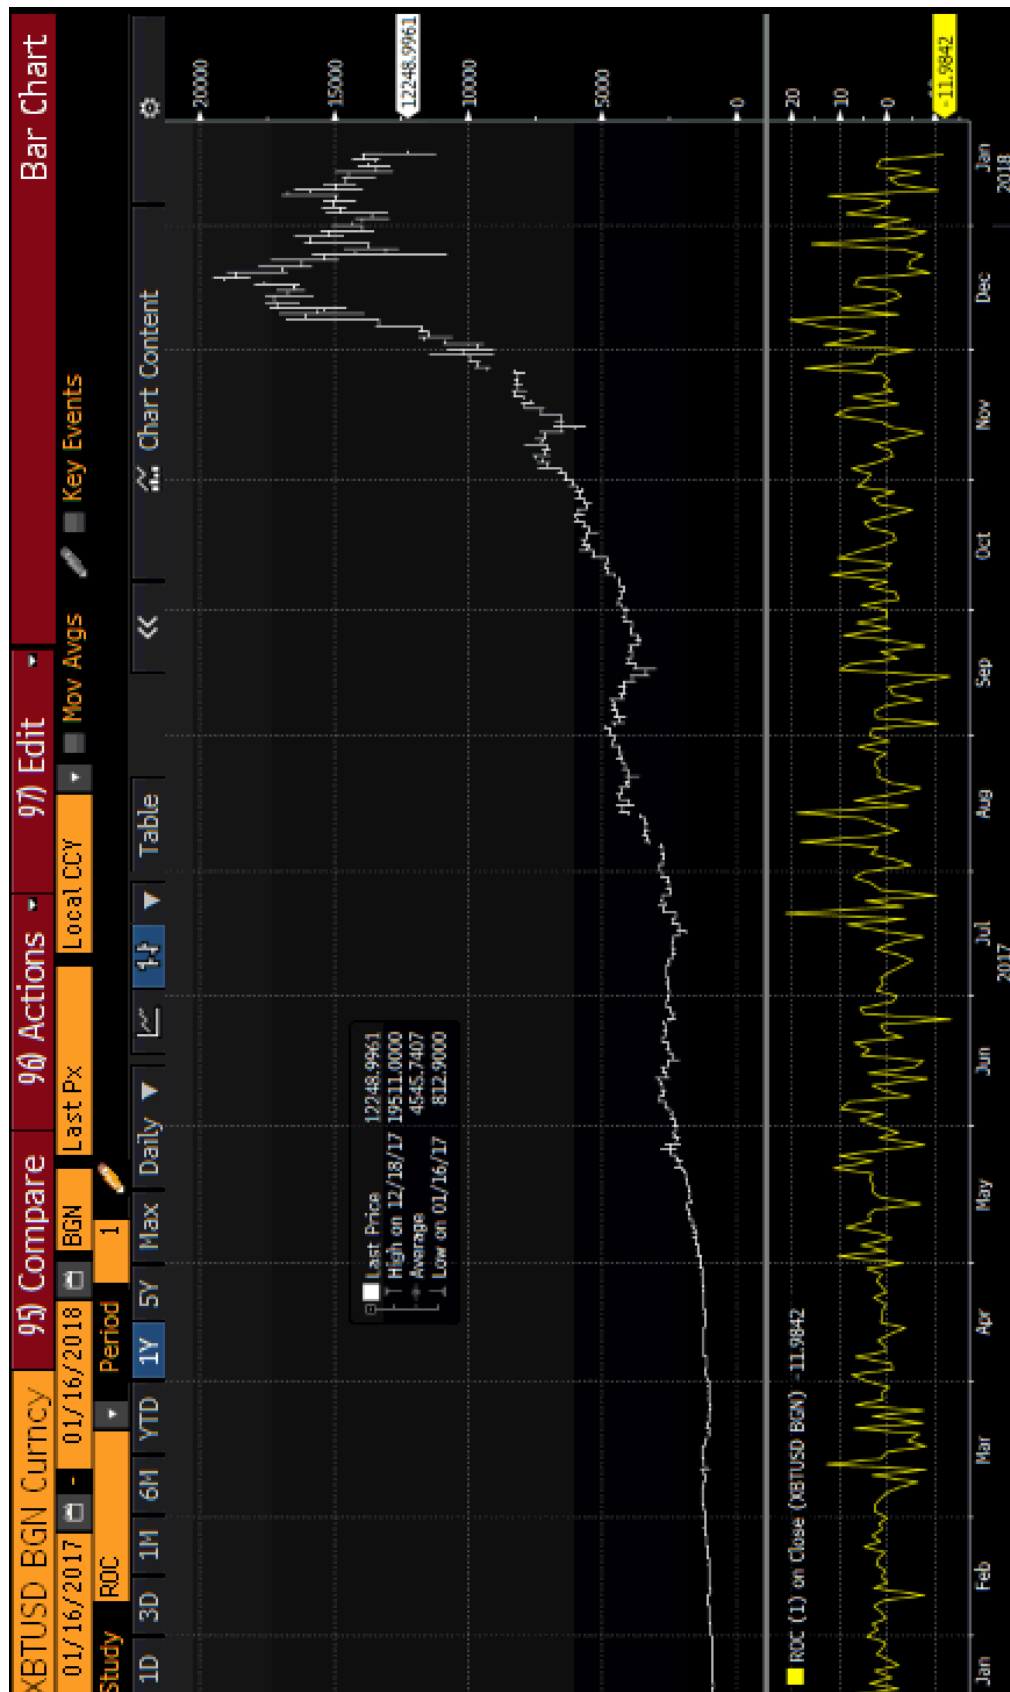 XBTUSD BGN Curncy 95) Compare 96) Actions 97) Edit Bar Chart
01/16/2017 - 01/16/2018 BGN Last Px Local CCY Mov Avgs Key Events
Study ROC Period 1
1D 3D 1M 6M YTD 1Y 5Y Max Daily Table Chart Content
Last Price 12248.9961
High on 12/18/17 19511.0000
Average 4545.7407
Low on 01/16/17 812.9000
20000
15000
12248.9961
10000
5000
0
ROC (1) on Close (XBTUSD BGN) -11.9842
20
10
0
-11.9842
Jan Feb Mar Apr May Jun Jul Aug Sep Oct Nov Dec Jan
2017 2018